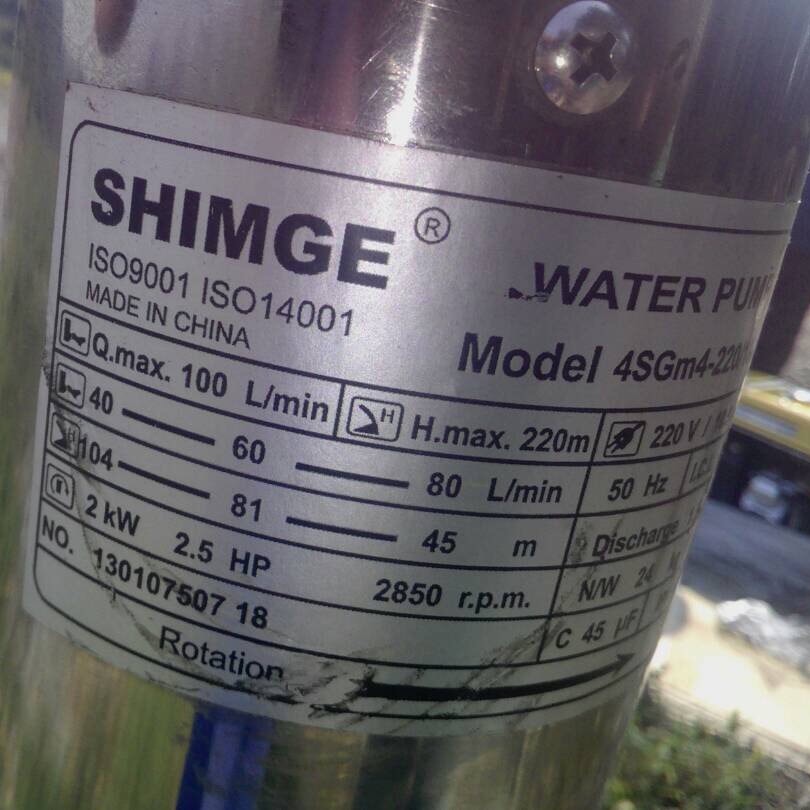 SHIMGE ®
WATER PUM
ISO9001 ISO14001
MADE IN CHINA
Model 4SGm4-220/
Q.max. 100 L/min
H H.max. 220m
220 V /
40 — 60 — 80 L/min
50 Hz
104 — 81 — 45 m
Discharge
2 kW 2.5 HP 2850 r.p.m.
N/W 24
NO. 130107507 18
C 45 µF
Rotation